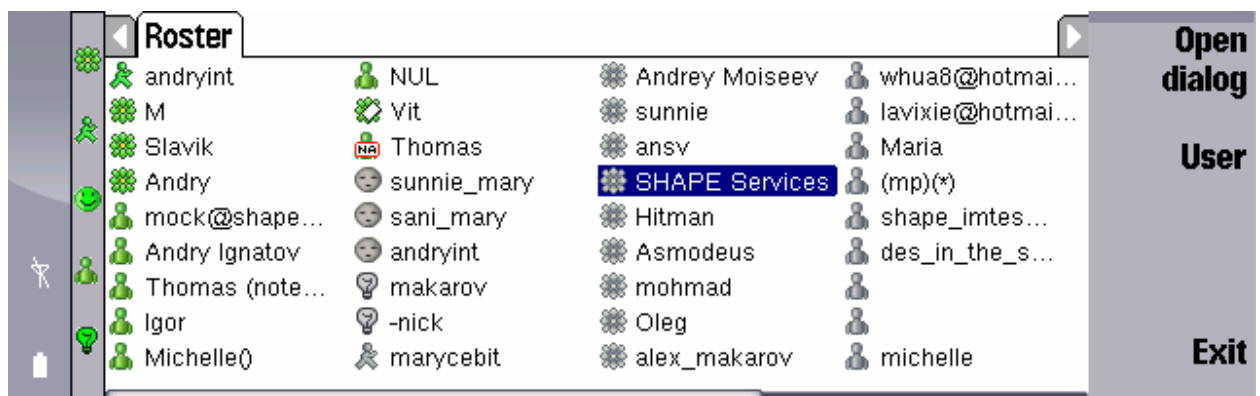 Roster
andryint
M
Slavik
Andry
mock@shape...
Andry Ignatov
Thomas (note...
Igor
Michelle()
NUL
Vit
NA Thomas
sunnie_mary
sani_mary
andryint
makarov
-nick
marycebit
Andrey Moiseev
sunnie
ansv
SHAPE Services
Hitman
Asmodeus
mohmad
Oleg
alex_makarov
whua8@hotmai...
lavixie@hotmai...
Maria
(mp)(*)
shape_imtes...
des_in_the_s...
michelle
Open
dialog
User
Exit